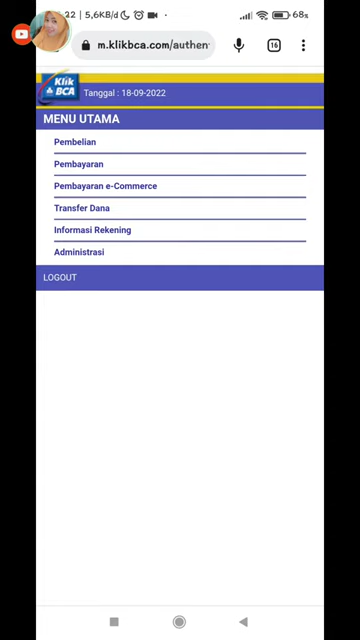 22 | 5,6KB/d
68%
m.klikbca.com/authen
16
Klik
BCA
Tanggal : 18-09-2022
MENU UTAMA
Pembelian
Pembayaran
Pembayaran e-Commerce
Transfer Dana
Informasi Rekening
Administrasi
LOGOUT